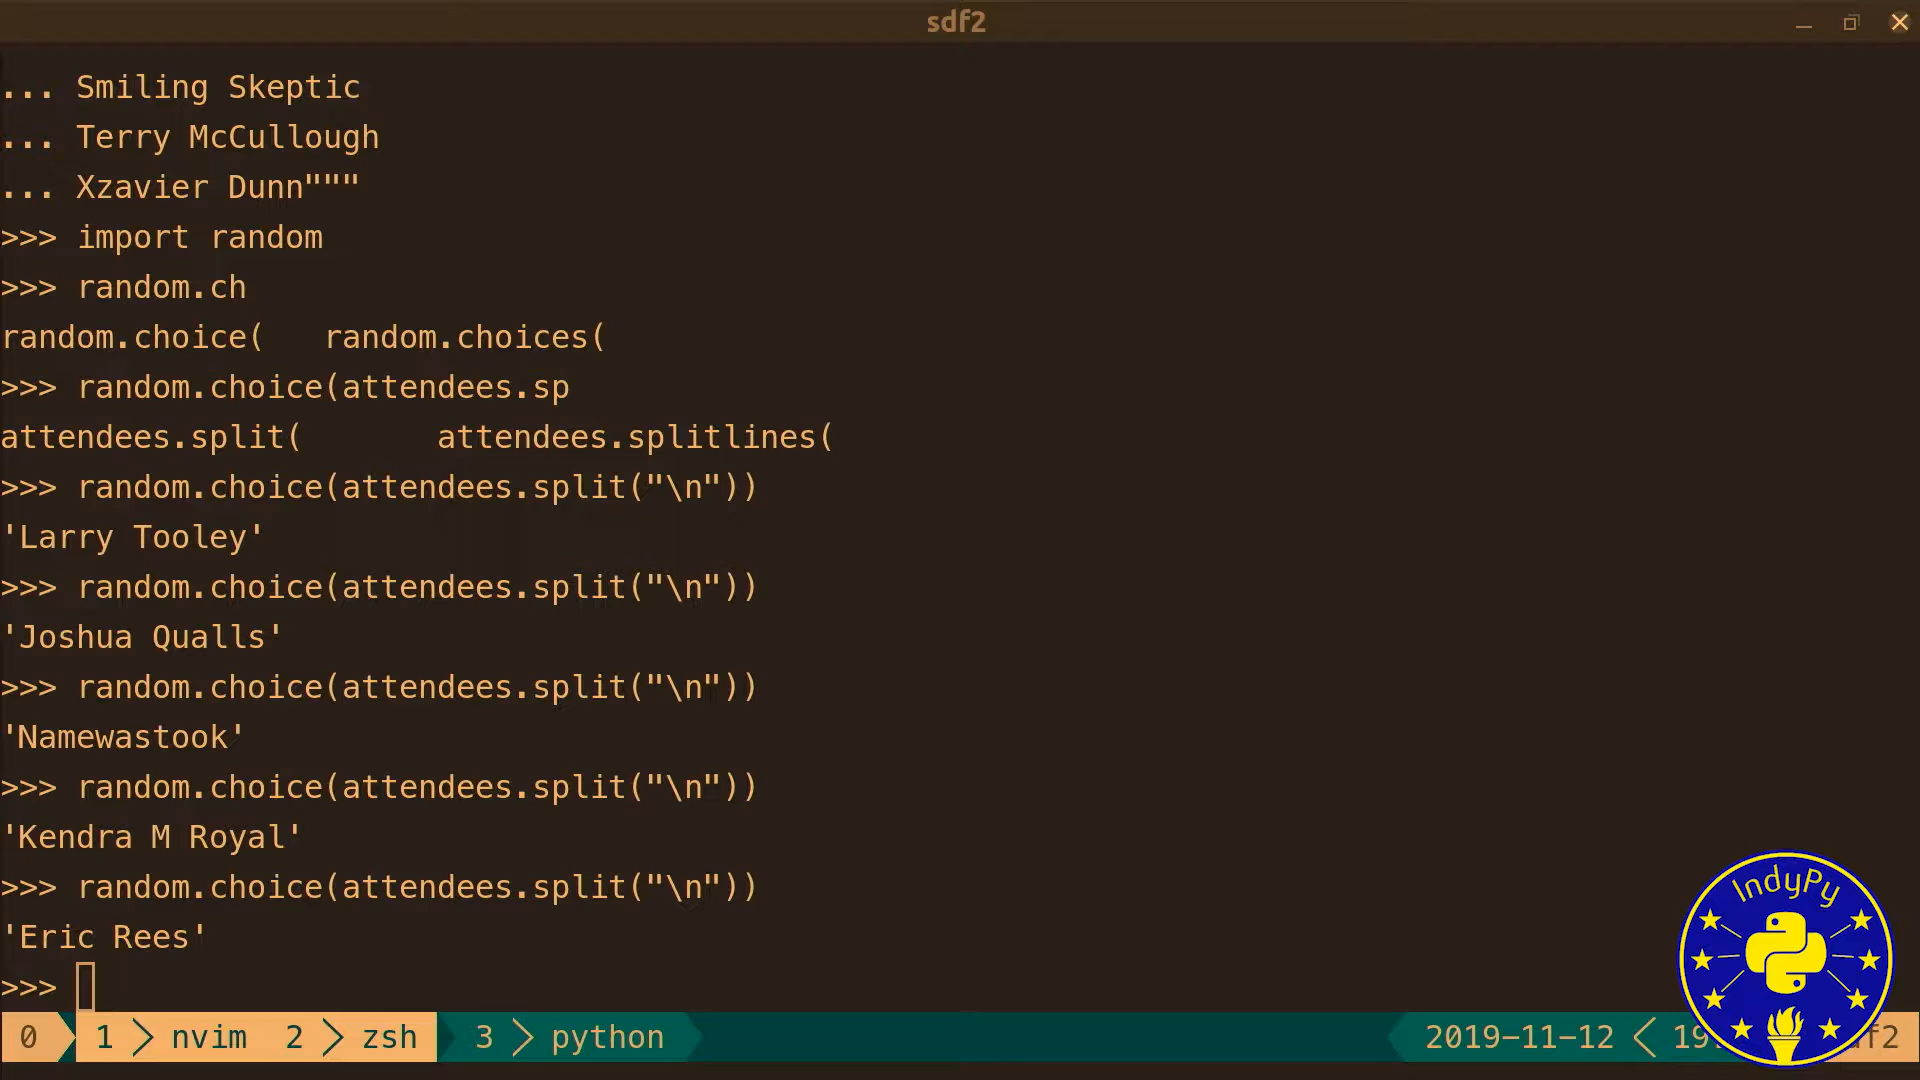 sdf2
... Smiling Skeptic
... Terry McCullough
... Xzavier Dunn"""
>>> import random
>>> random.ch
random.choice(   random.choices(
>>> random.choice(attendees.sp
attendees.split(       attendees.splitlines(
>>> random.choice(attendees.split("\n"))
'Larry Tooley'
>>> random.choice(attendees.split("\n"))
'Joshua Qualls'
>>> random.choice(attendees.split("\n"))
'Namewastook'
>>> random.choice(attendees.split("\n"))
'Kendra M Royal'
>>> random.choice(attendees.split("\n"))
'Eric Rees'
>>>
IndyPy
0 1 > nvim 2 > zsh 3 > python 2019-11-12 <